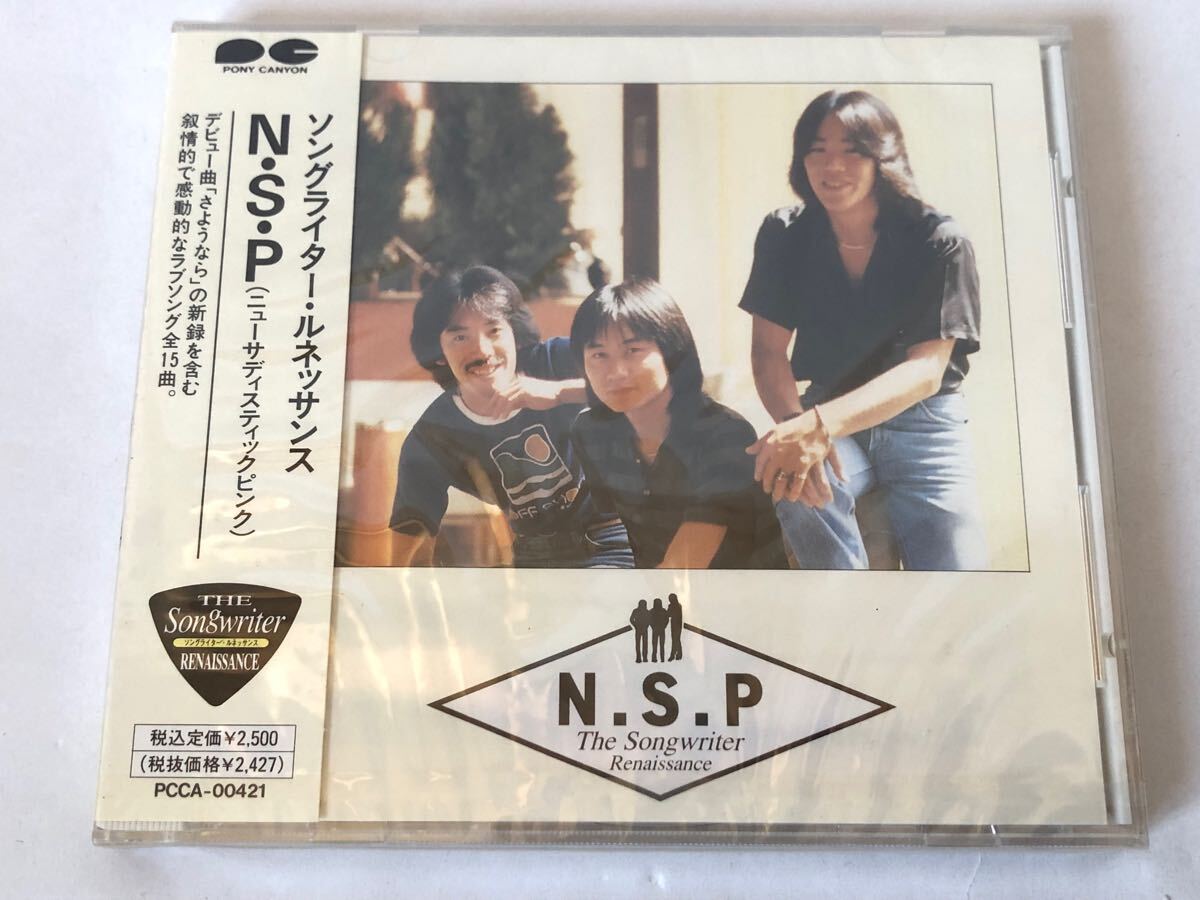 PONY CANYON
ソングライター・ルネッサンス
N・S・P(ニューサディスティックピンク)
デビュー曲「さようなら」の新録を含む
叙情的で感動的なラブソング全15曲。
THE
Songwriter
ソングライター・ルネッサンス
RENAISSANCE
税込定価¥2,500
(税抜価格¥2,427)
PCCA-00421
N.S.P
The Songwriter
Renaissance